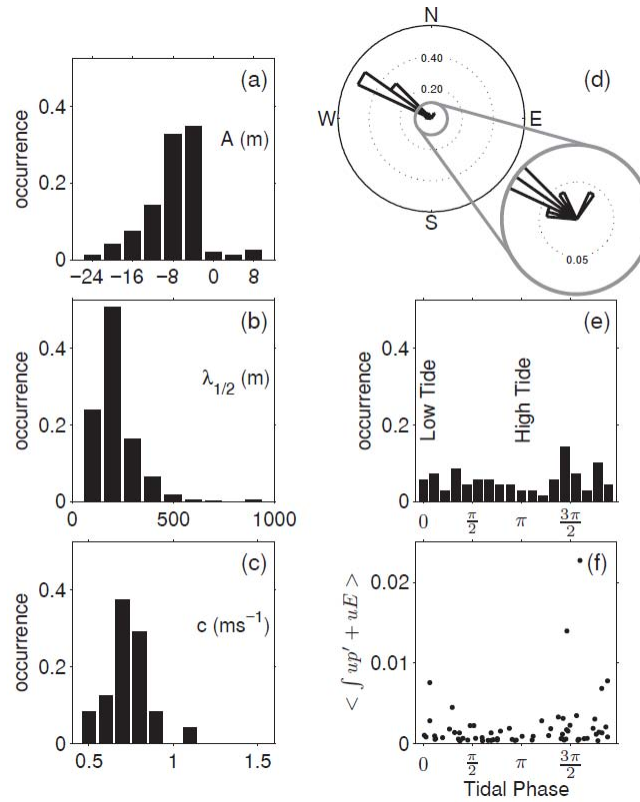 (a)
A (m)
occurrence
0.4
0.2
0
−24 −16 −8 0 8
N
W
E
S
0.40
0.20
(d)
0.05
(b)
λ1/2 (m)
occurrence
0.4
0.2
0
0 500 1000
(e)
Low Tide
High Tide
occurrence
0.4
0.2
0
0 π/2 π 3π/2
(c)
c (ms−1)
occurrence
0.4
0.2
0
0.5 1 1.5
(f)
< ∫ up′ + uE >
0.02
0.01
0
0 π/2 π 3π/2
Tidal Phase